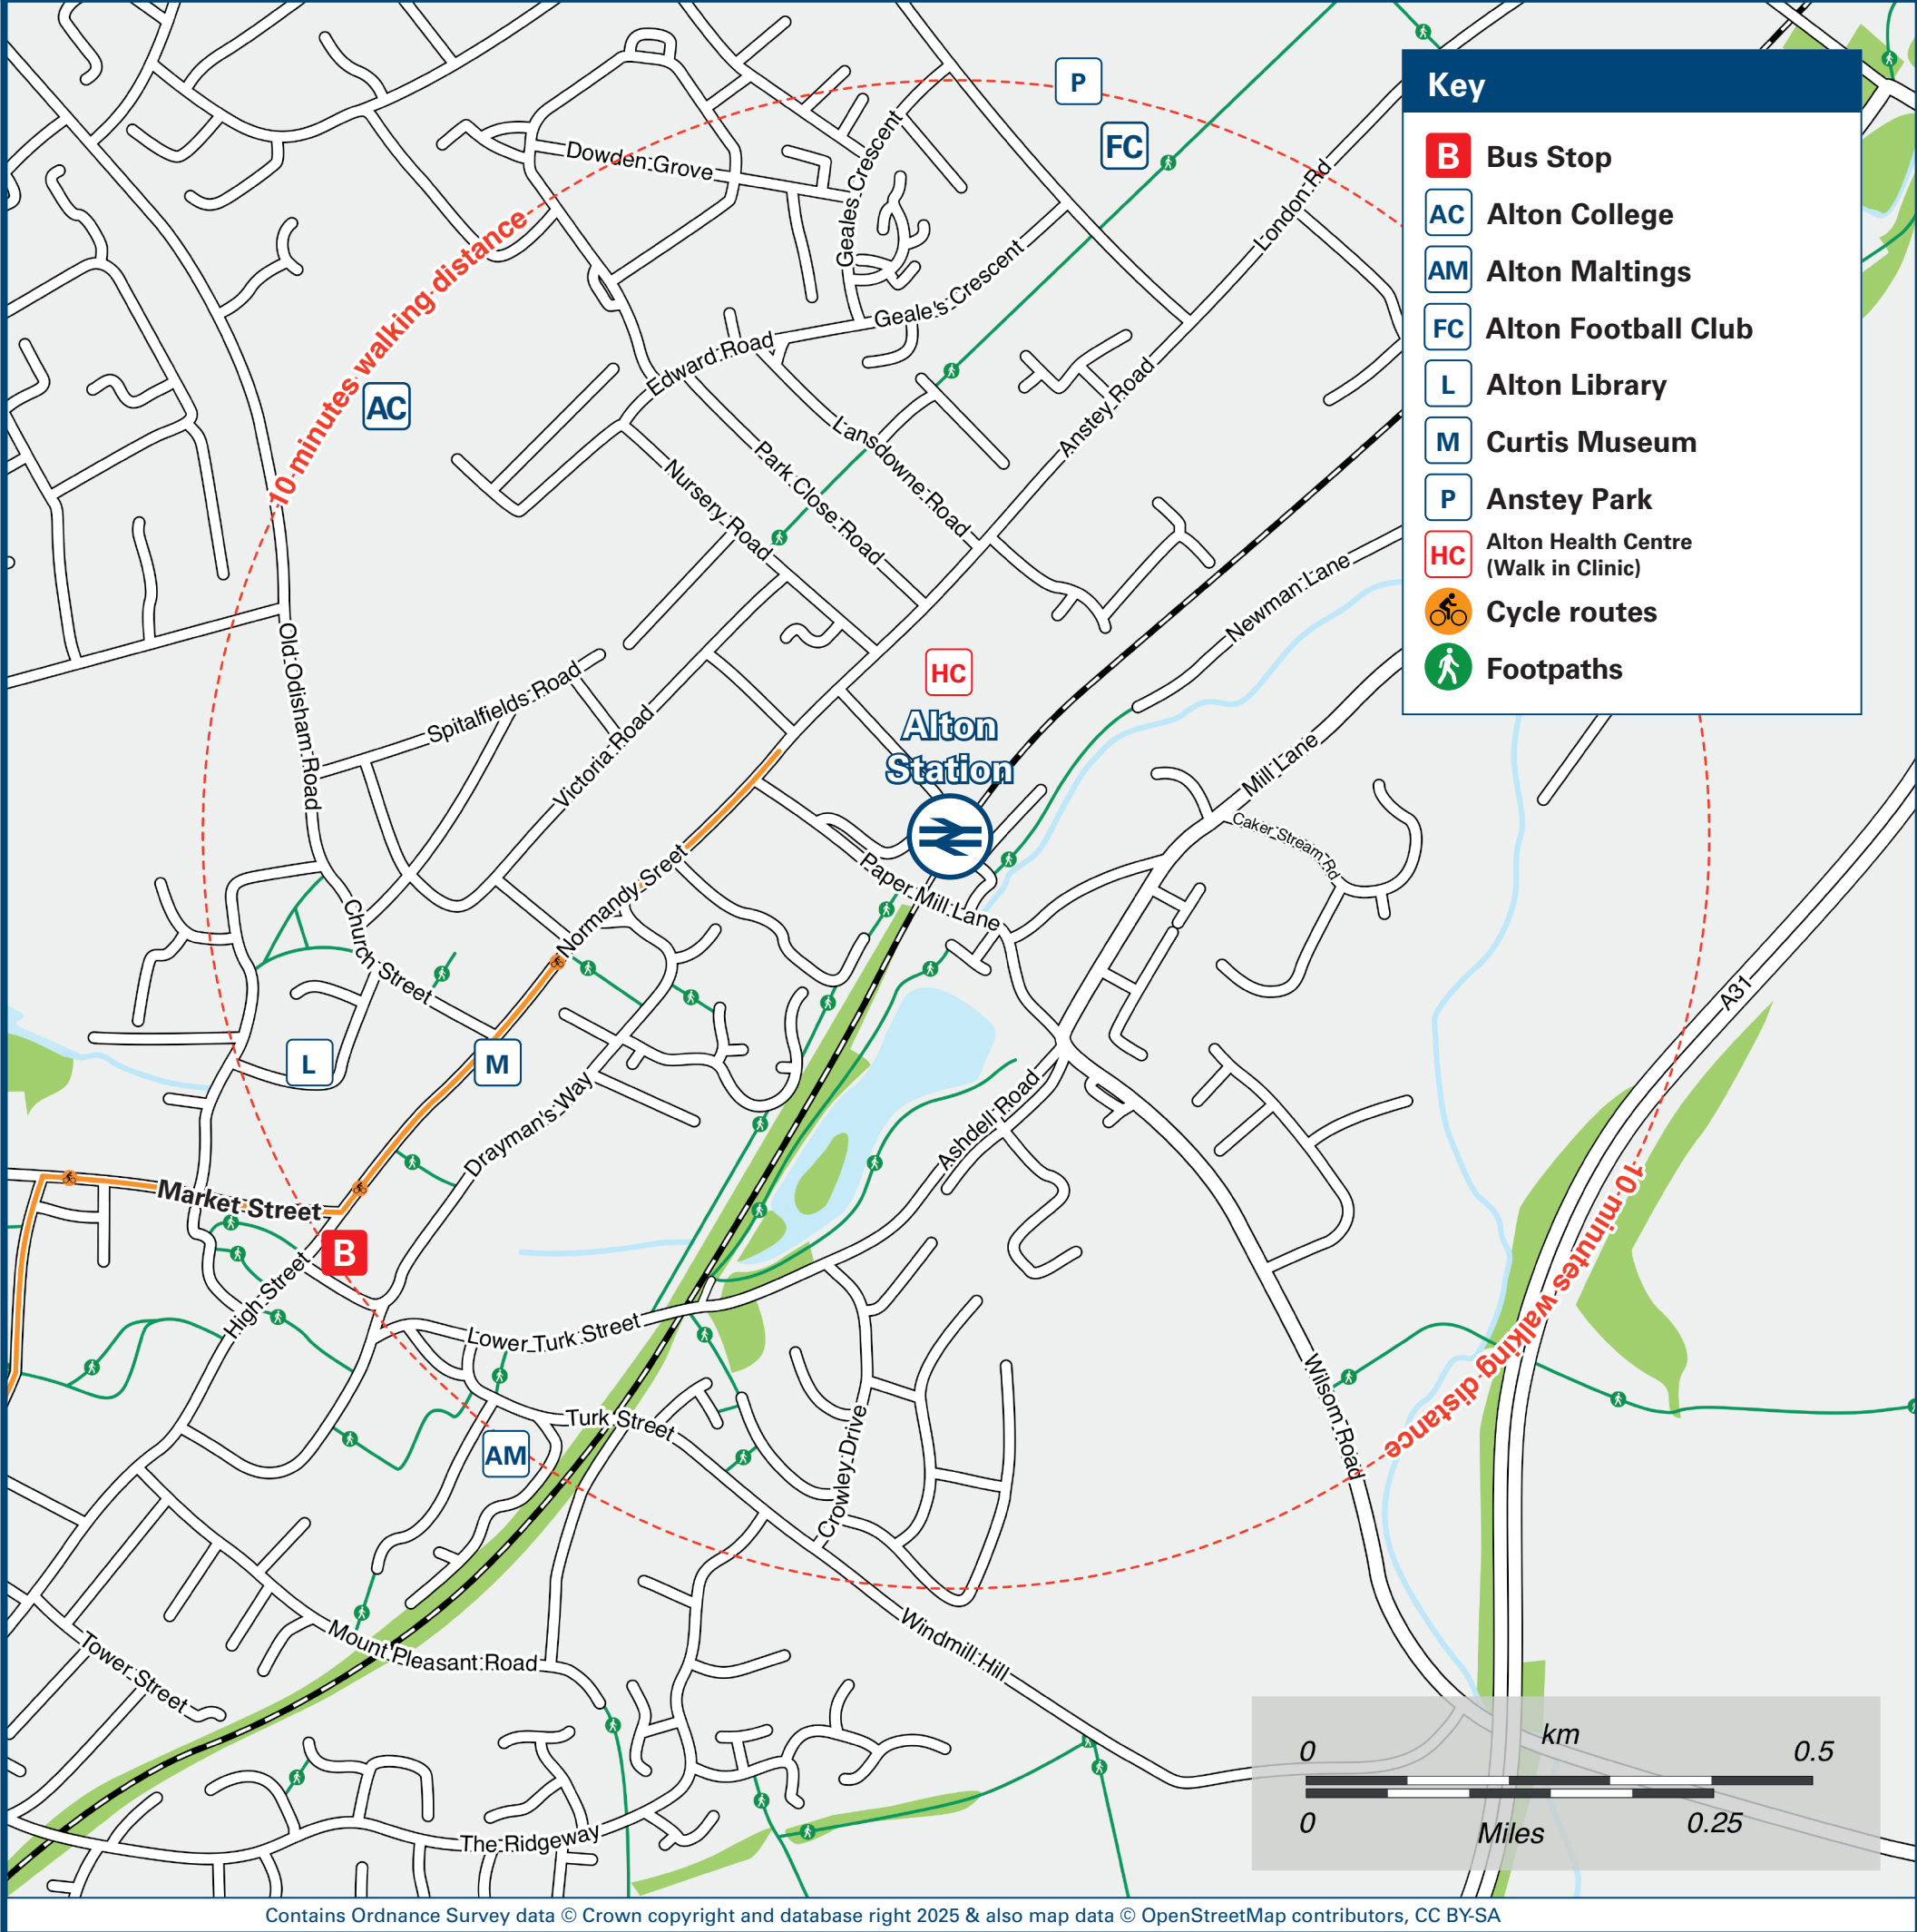 P
FC
Dowden Grove
Geales Crescent
London Rd
10 minutes walking distance
Geale's Crescent
AC
Edward Road
Anstey Road
Lansdowne Road
Park Close Road
Nursery Road
Newman Lane
Old Odisham Road
HC
Alton
Station
Spitalfields Road
Victoria Road
Mill Lane
Caker Stream Rd
Normandy Sreet
Paper Mill Lane
Church Street
A31
L
M
Drayman's Way
Ashdell Road
Market Street
B
High Street
Lower Turk Street
10 minutes walking distance
Turk Street
AM
Crowley Drive
Wilsom Road
Mount Pleasant Road
Windmill Hill
Tower Street
The Ridgeway
Key
B Bus Stop
AC Alton College
AM Alton Maltings
FC Alton Football Club
L Alton Library
M Curtis Museum
P Anstey Park
HC Alton Health Centre
(Walk in Clinic)
Cycle routes
Footpaths
km
0 0.5
0 0.25
Miles
Contains Ordnance Survey data © Crown copyright and database right 2025 & also map data © OpenStreetMap contributors, CC BY-SA